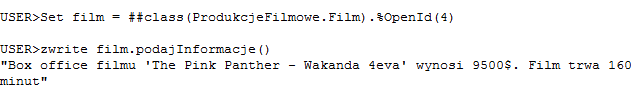 USER>Set film = ##class(ProdukcjeFilmowe.Film).%OpenId(4)
USER>zwrite film.podajInformacje()
"Box office filmu 'The Pink Panther - Wakanda 4eva' wynosi 9500$. Film trwa 160
minut"